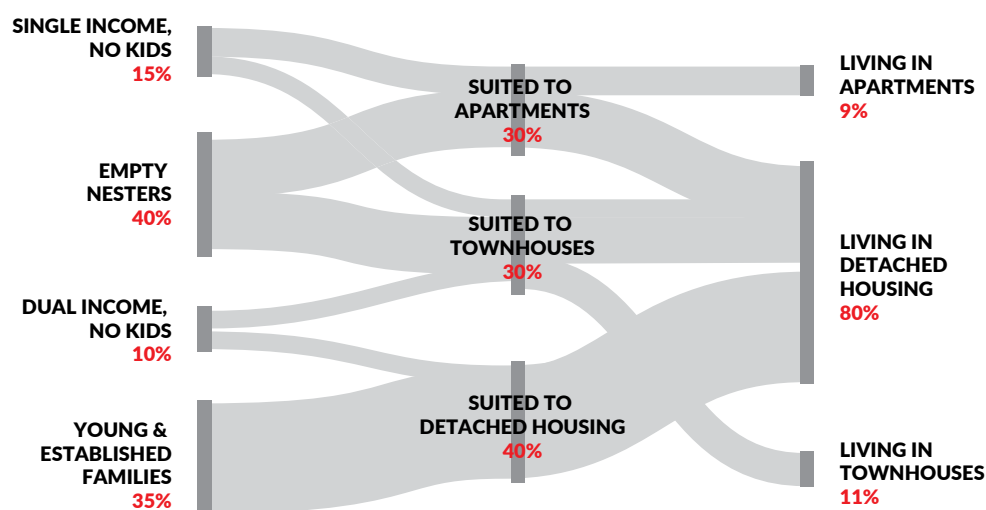 SINGLE INCOME,
NO KIDS
15%
EMPTY
NESTERS
40%
DUAL INCOME,
NO KIDS
10%
YOUNG &
ESTABLISHED
FAMILIES
35%
SUITED TO
APARTMENTS
30%
SUITED TO
TOWNHOUSES
30%
SUITED TO
DETACHED HOUSING
40%
LIVING IN
APARTMENTS
9%
LIVING IN
DETACHED
HOUSING
80%
LIVING IN
TOWNHOUSES
11%